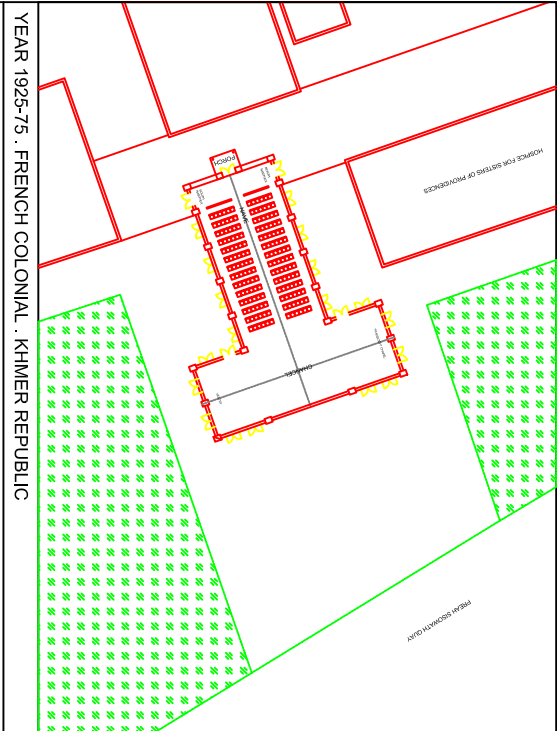 YEAR 1925-75 . FRENCH COLONIAL . KHMER REPUBLIC
HOSPICE FOR SISTERS OF PROVIDENCES
PORCH
NAVE
CHANCEL
PREAH SISOWATH QUAY